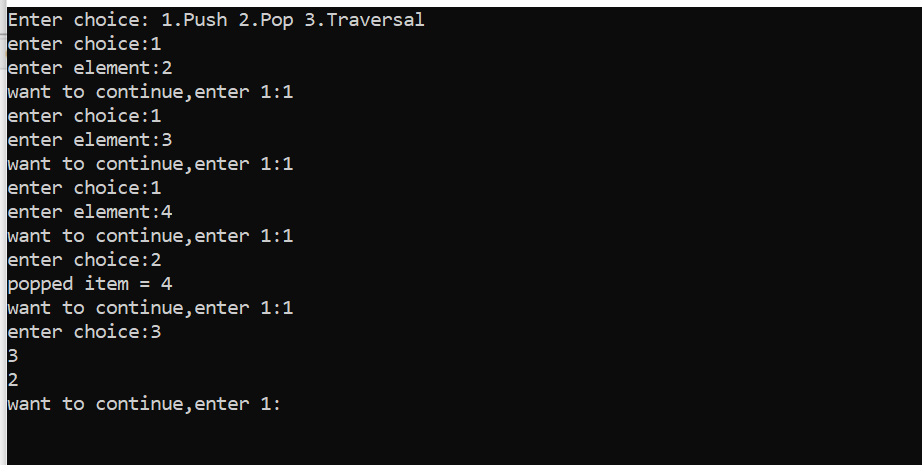 Enter choice: 1.Push 2.Pop 3.Traversal
enter choice:1
enter element:2
want to continue,enter 1:1
enter choice:1
enter element:3
want to continue,enter 1:1
enter choice:1
enter element:4
want to continue,enter 1:1
enter choice:2
popped item = 4
want to continue,enter 1:1
enter choice:3
3
2
want to continue,enter 1: